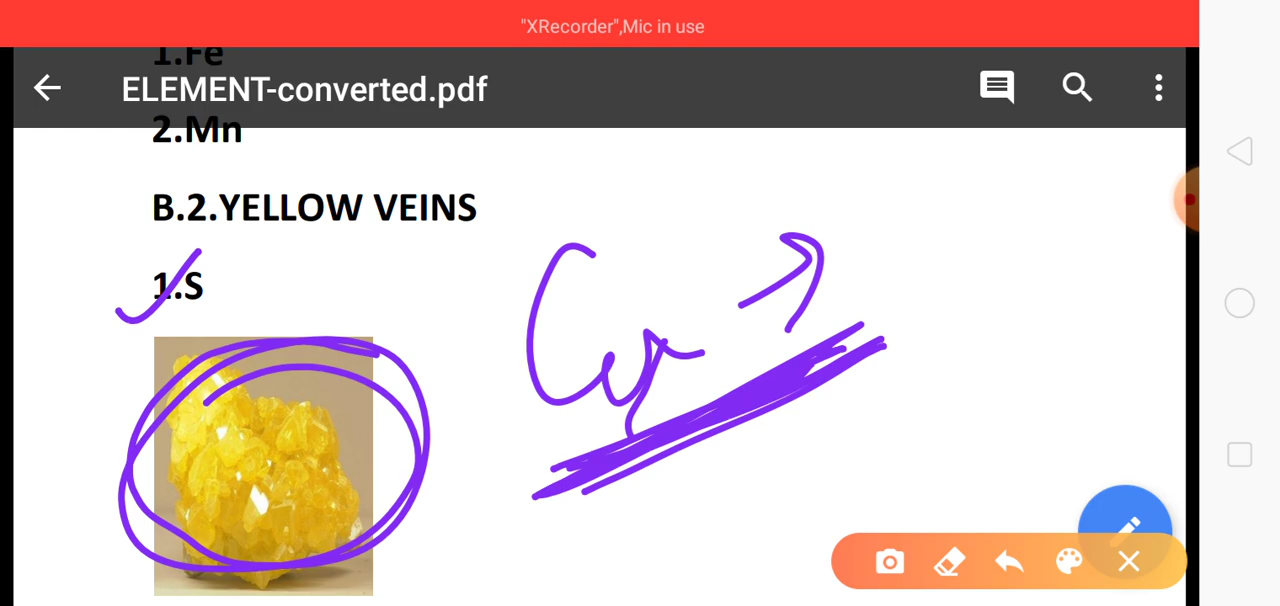 "XRecorder",Mic in use
1.Fe
ELEMENT-converted.pdf
2.Mn
B.2.YELLOW VEINS
1.S